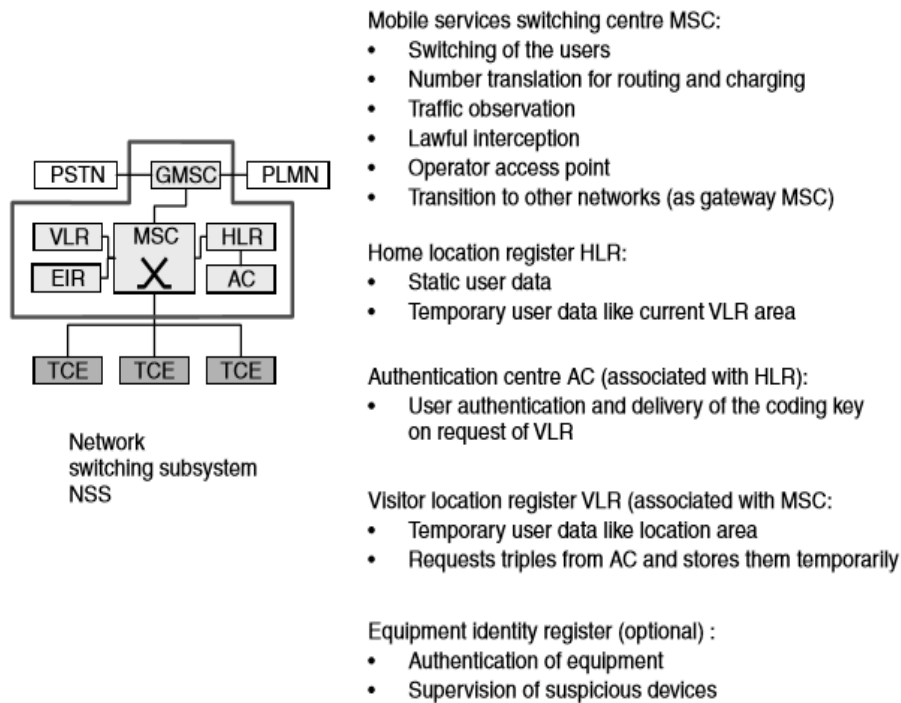 PSTN GMSC PLMN
VLR MSC HLR
EIR AC
TCE TCE TCE
Network
switching subsystem
NSS
Mobile services switching centre MSC:
• Switching of the users
• Number translation for routing and charging
• Traffic observation
• Lawful interception
• Operator access point
• Transition to other networks (as gateway MSC)
Home location register HLR:
• Static user data
• Temporary user data like current VLR area
Authentication centre AC (associated with HLR):
• User authentication and delivery of the coding key
on request of VLR
Visitor location register VLR (associated with MSC:
• Temporary user data like location area
• Requests triples from AC and stores them temporarily
Equipment identity register (optional) :
• Authentication of equipment
• Supervision of suspicious devices